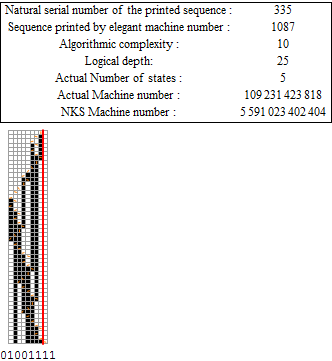 Natural serial number of the printed sequence : 335
Sequence printed by elegant machine number : 1087
Algorithmic complexity : 10
Logical depth: 25
Actual Number of states : 5
Actual Machine number : 109 231 423 818
NKS Machine number : 5 591 023 402 404
01001111